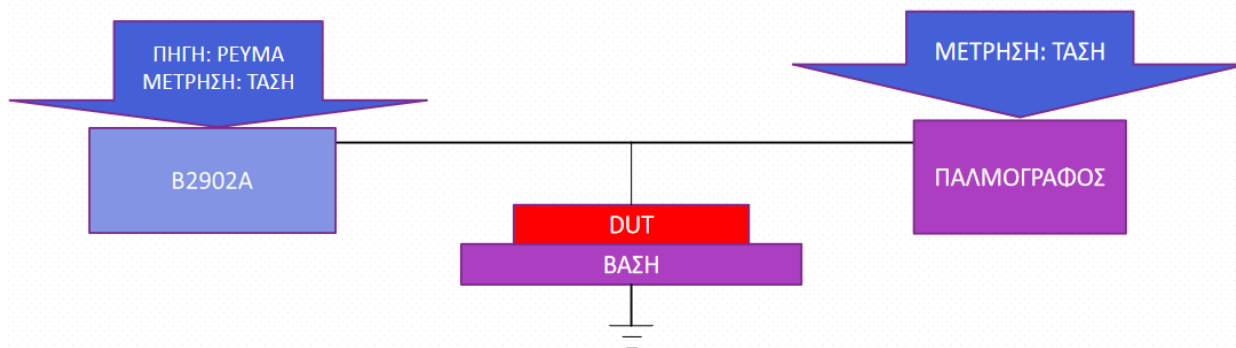 ΠΗΓΗ: ΡΕΥΜΑ
ΜΕΤΡΗΣΗ: ΤΑΣΗ
ΜΕΤΡΗΣΗ: ΤΑΣΗ
B2902A
ΠΑΛΜΟΓΡΑΦΟΣ
DUT
ΒΑΣΗ